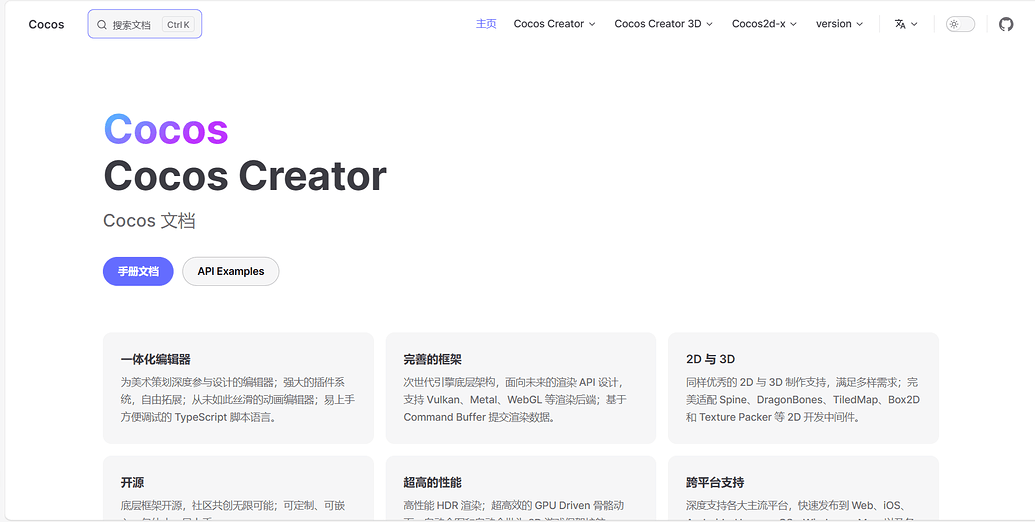 Cocos
搜索文档 Ctrl K
主页 Cocos Creator Cocos Creator 3D Cocos2d-x version
Cocos
Cocos Creator
Cocos 文档
手册文档 API Examples
一体化编辑器
为美术策划深度参与设计的编辑器；强大的插件系
统，自由拓展；从未如此丝滑的动画编辑器；易上手
方便调试的 TypeScript 脚本语言。
完善的框架
次世代引擎底层架构，面向未来的渲染 API 设计，
支持 Vulkan、Metal、WebGL 等渲染后端；基于
Command Buffer 提交渲染数据。
2D 与 3D
同样优秀的 2D 与 3D 制作支持，满足多样需求；完
美适配 Spine、DragonBones、TiledMap、Box2D
和 Texture Packer 等 2D 开发中间件。
开源
底层框架开源，社区共创无限可能；可定制、可嵌
超高的性能
高性能 HDR 渲染；超高效的 GPU Driven 骨骼动
跨平台支持
深度支持各大主流平台，快速发布到 Web、iOS、